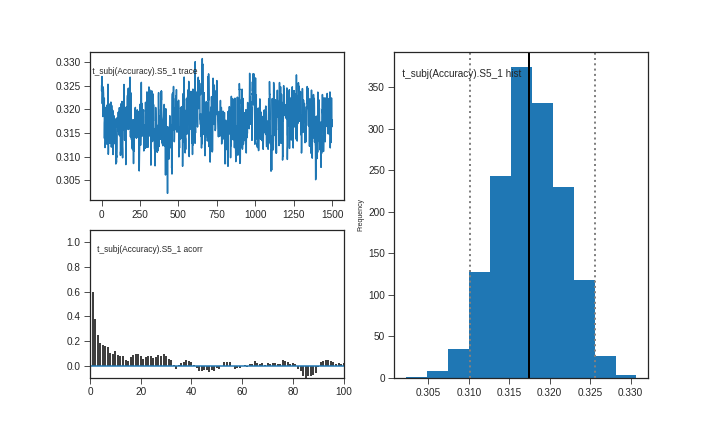 0.330
0.325
0.320
0.315
0.310
0.305
t_subj(Accuracy).S5_1 trace
0 250 500 750 1000 1250 1500
1.0
0.8
0.6
0.4
0.2
0.0
t_subj(Accuracy).S5_1 acorr
0 20 40 60 80 100
Frequency
350
300
250
200
150
100
50
0
t_subj(Accuracy).S5_1 hist
0.305 0.310 0.315 0.320 0.325 0.330